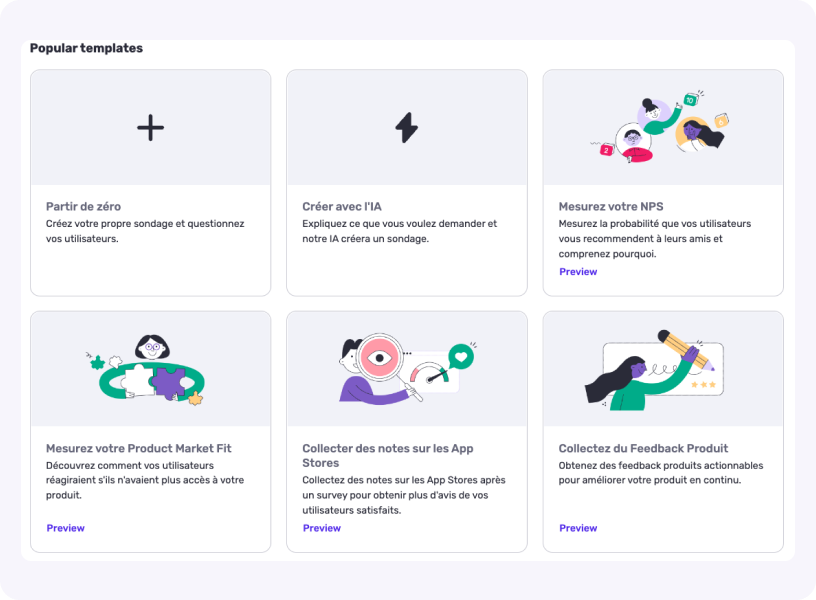 Popular templates
Partir de zéro
Créez votre propre sondage et questionnez
vos utilisateurs.
Créer avec l'IA
Expliquez ce que vous voulez demander et
notre IA créera un sondage.
10
2
Mesurez votre NPS
Mesurez la probabilité que vos utilisateurs
vous recommendent à leurs amis et
comprenez pourquoi.
Preview
Mesurez votre Product Market Fit
Découvrez comment vos utilisateurs
réagiraient s'ils n'avaient plus accès à votre
produit.
Preview
Collecter des notes sur les App
Stores
Collectez des notes sur les App Stores après
un survey pour obtenir plus d'avis de vos
utilisateurs satisfaits.
Preview
Collectez du Feedback Produit
Obtenez des feedback produits actionnables
pour améliorer votre produit en continu.
Preview